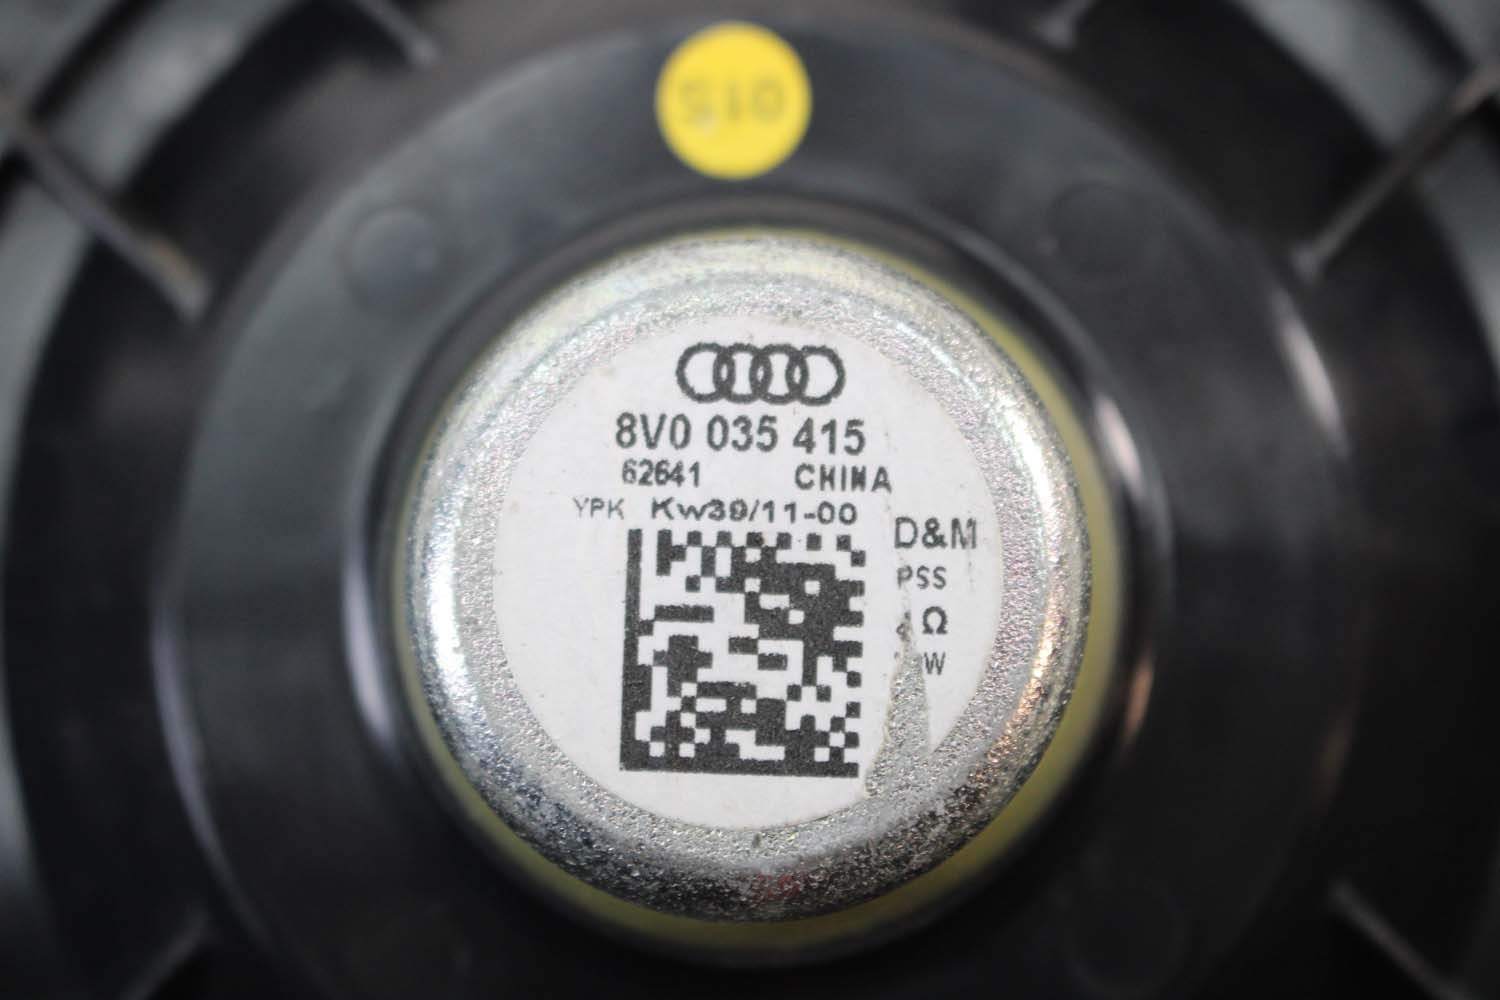 015
8V0 035 415
62641 CHINA
YPK Kw39/11-00
D&M
PSS
Ω
W